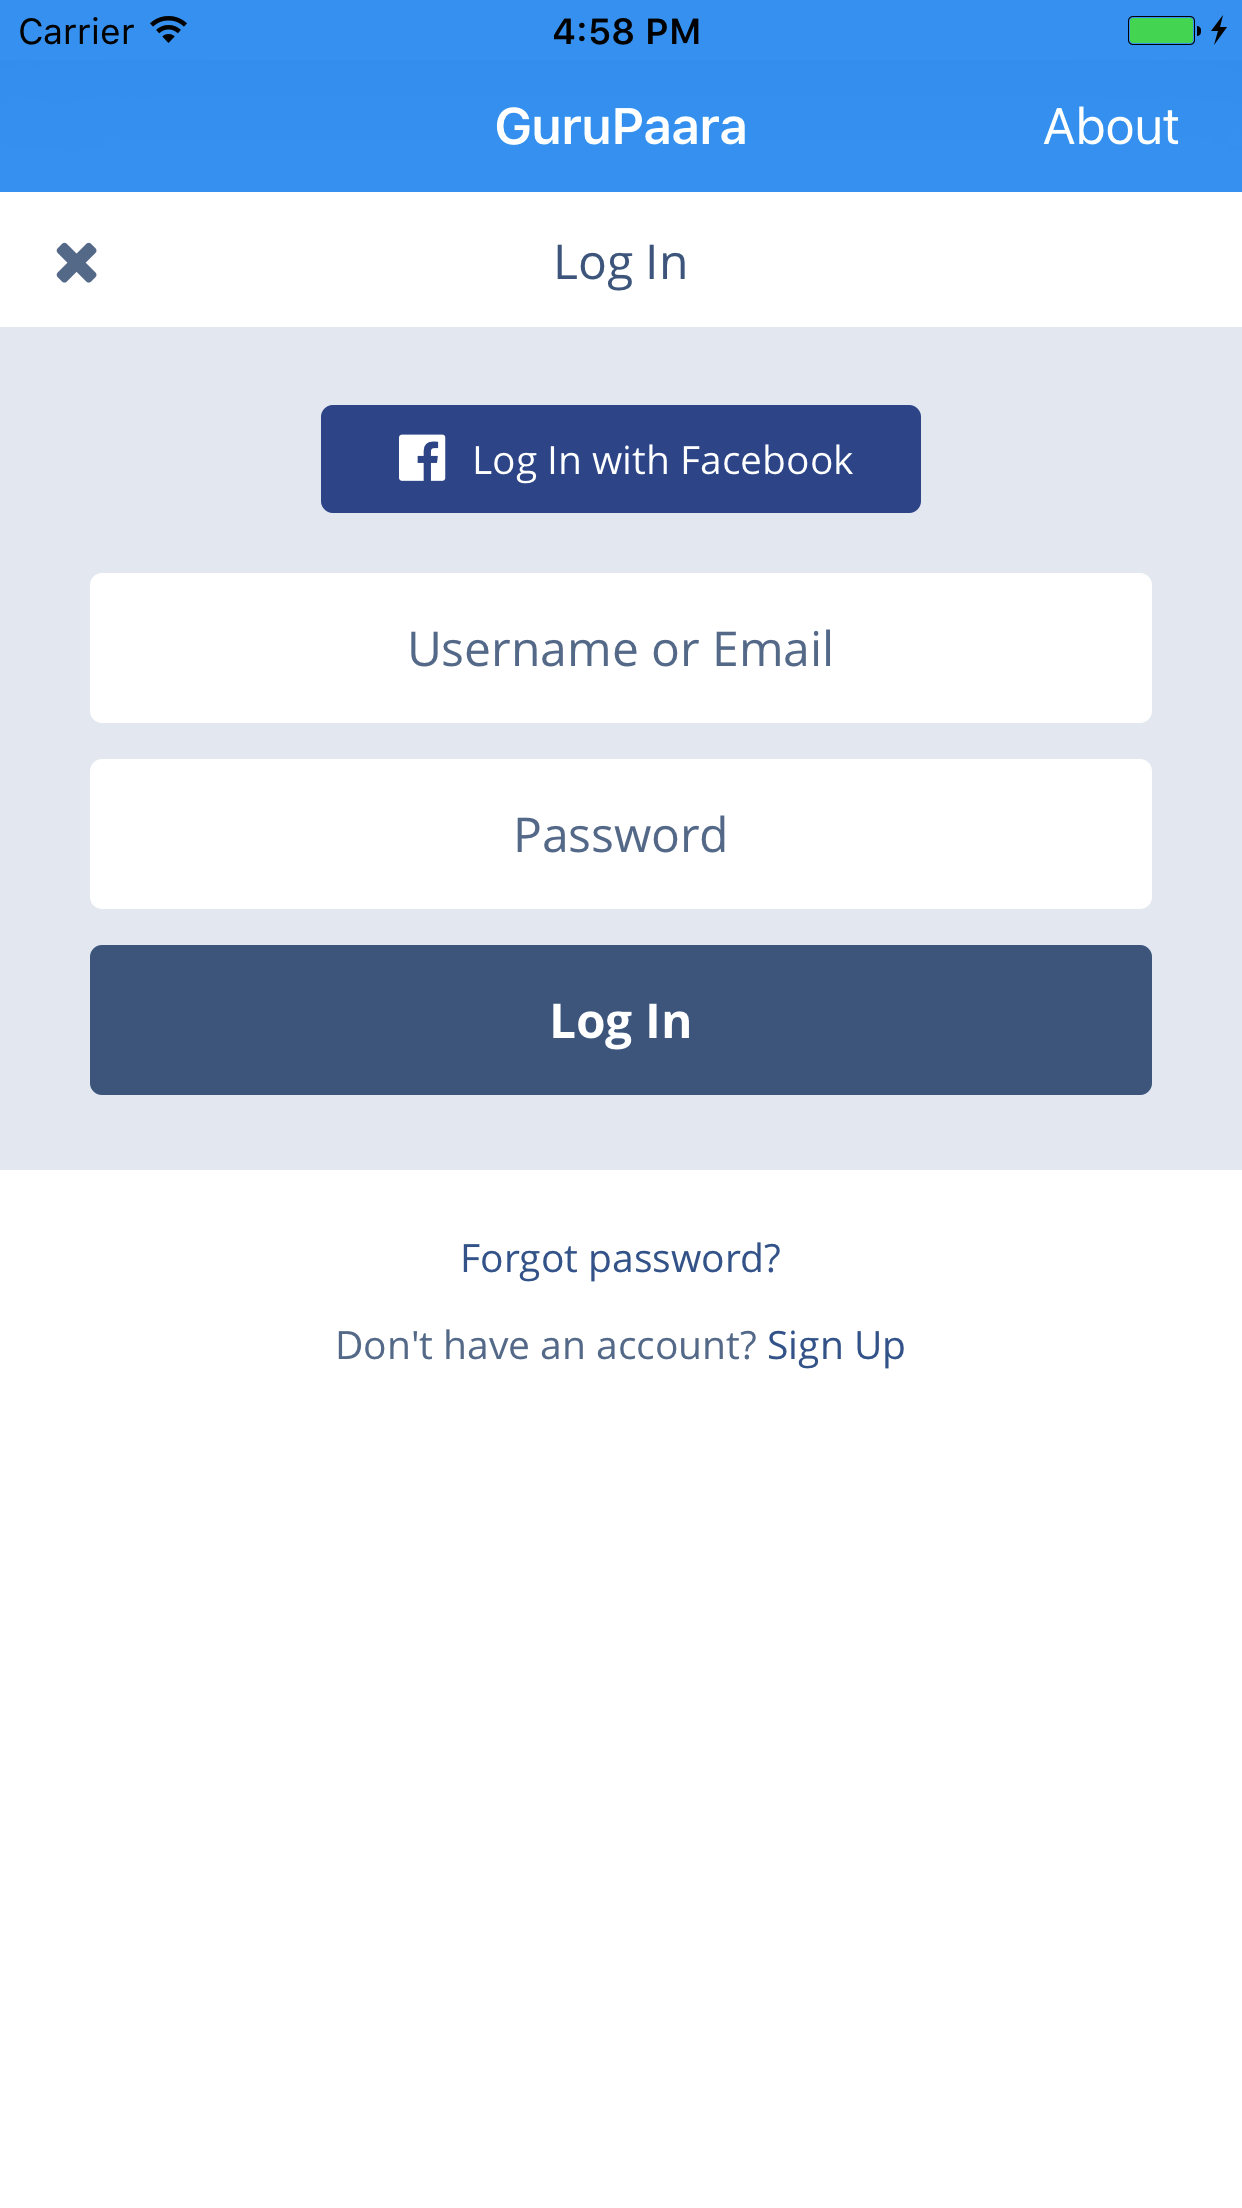 Carrier 4:58 PM
GuruPaara About
Log In
Log In with Facebook
Username or Email
Password
Log In
Forgot password?
Don't have an account? Sign Up